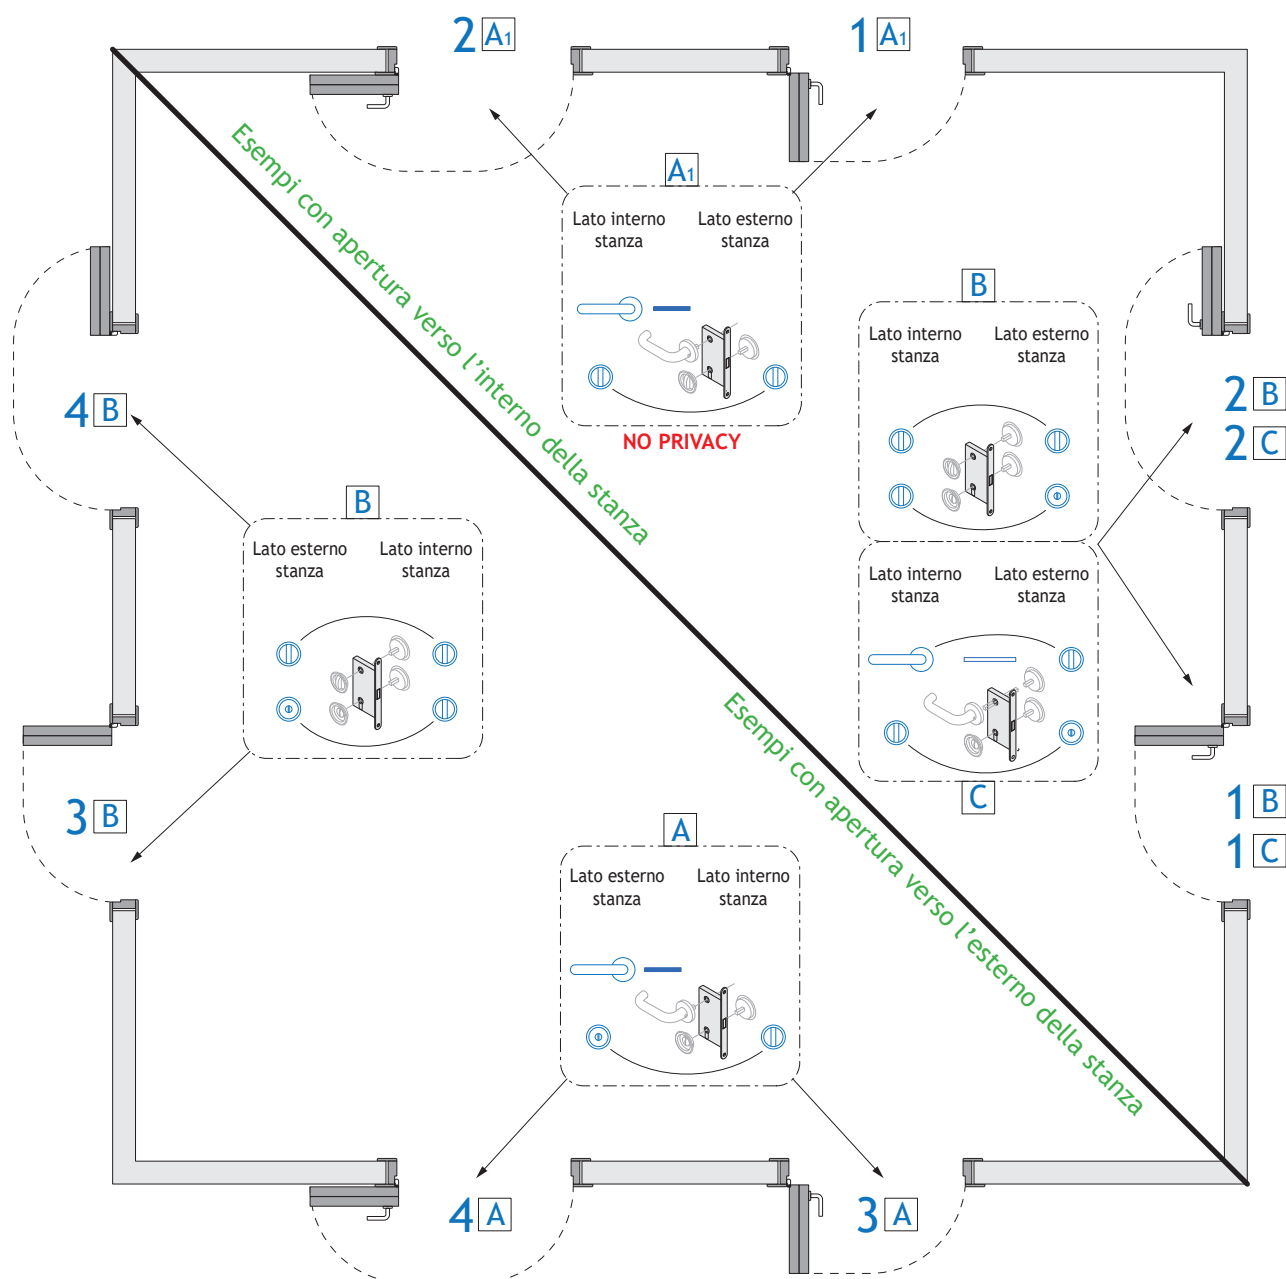 2 A1
1 A1
Esempi con apertura verso l'interno della stanza
A1
Lato interno stanza
Lato esterno stanza
NO PRIVACY
B
Lato interno stanza
Lato esterno stanza
2 B
2 C
4 B
B
Lato esterno stanza
Lato interno stanza
Lato interno stanza
Lato esterno stanza
C
Esempi con apertura verso l'esterno della stanza
3 B
1 B
1 C
A
Lato esterno stanza
Lato interno stanza
4 A
3 A